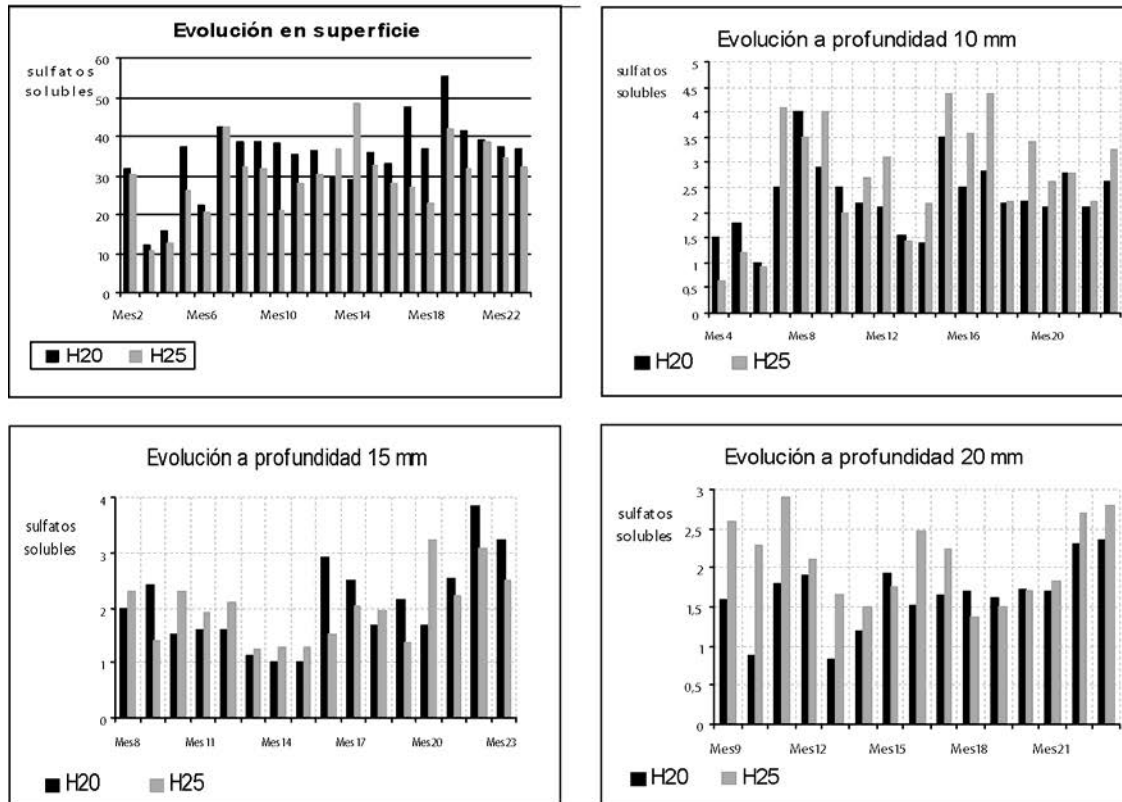 Evolución en superficie
sulfatos
solubles
60
50
40
30
20
10
0
Mes2 Mes6 Mes10 Mes14 Mes18 Mes22
H20 H25
Evolución a profundidad 10 mm
sulfatos
solubles
5
4,5
4
3,5
3
2,5
2
1,5
1
0,5
0
Mes4 Mes8 Mes12 Mes16 Mes20
H20 H25
Evolución a profundidad 15 mm
sulfatos
solubles
4
3
2
1
0
Mes8 Mes11 Mes14 Mes17 Mes20 Mes23
H20 H25
Evolución a profundidad 20 mm
sulfatos
solubles
3
2,5
2
1,5
1
0,5
0
Mes9 Mes12 Mes15 Mes18 Mes21
H20 H25